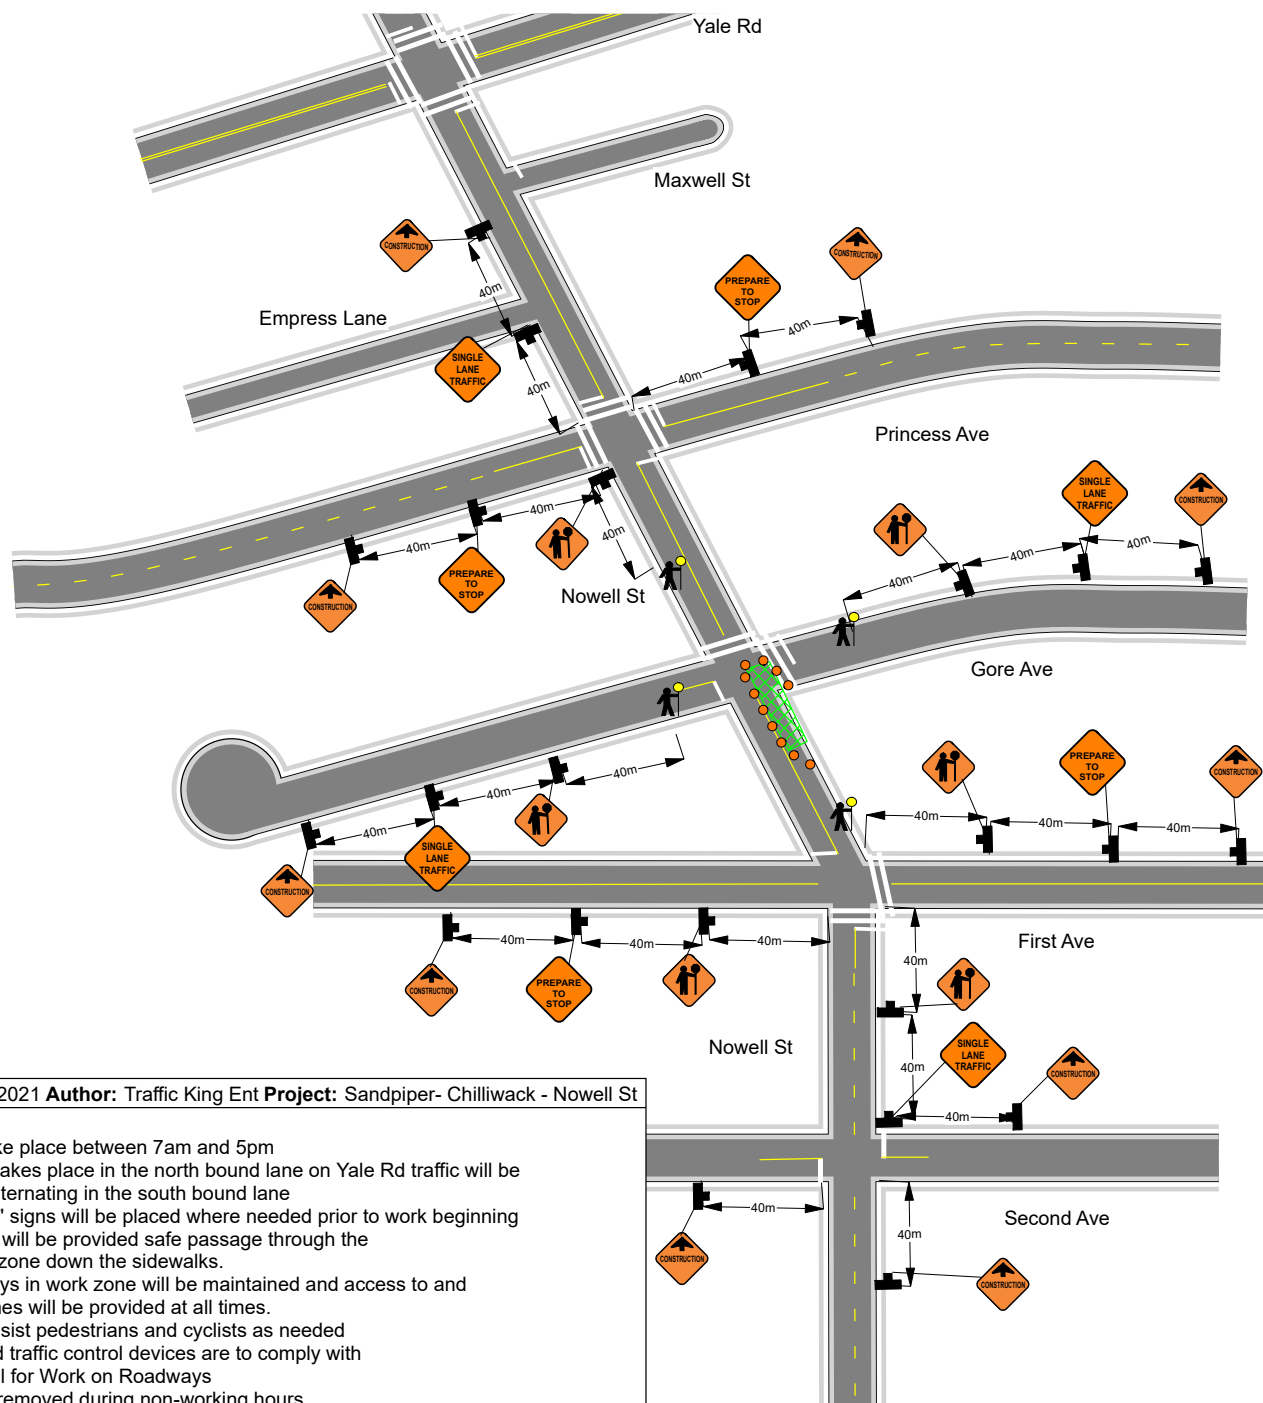 Yale Rd
Maxwell St
CONSTRUCTION
CONSTRUCTION
PREPARE
TO
STOP
40m
40m
Empress Lane
SINGLE
LANE
TRAFFIC
40m
40m
Princess Ave
SINGLE
LANE
TRAFFIC
CONSTRUCTION
40m
40m
40m
40m
40m
40m
PREPARE
TO
STOP
CONSTRUCTION
Nowell St
Gore Ave
PREPARE
TO
STOP
CONSTRUCTION
40m
40m
40m
40m
40m
40m
SINGLE
LANE
TRAFFIC
CONSTRUCTION
First Ave
40m
40m
40m
40m
CONSTRUCTION
PREPARE
TO
STOP
Nowell St
SINGLE
LANE
TRAFFIC
40m
CONSTRUCTION
40m
2021 Author: Traffic King Ent Project: Sandpiper- Chilliwack - Nowell St
ke place between 7am and 5pm
akes place in the north bound lane on Yale Rd traffic will be
lternating in the south bound lane
" signs will be placed where needed prior to work beginning
will be provided safe passage through the
zone down the sidewalks.
ys in work zone will be maintained and access to and
nes will be provided at all times.
sist pedestrians and cyclists as needed
d traffic control devices are to comply with
l for Work on Roadways
removed during non-working hours
40m
Second Ave
40m
CONSTRUCTION
CONSTRUCTION